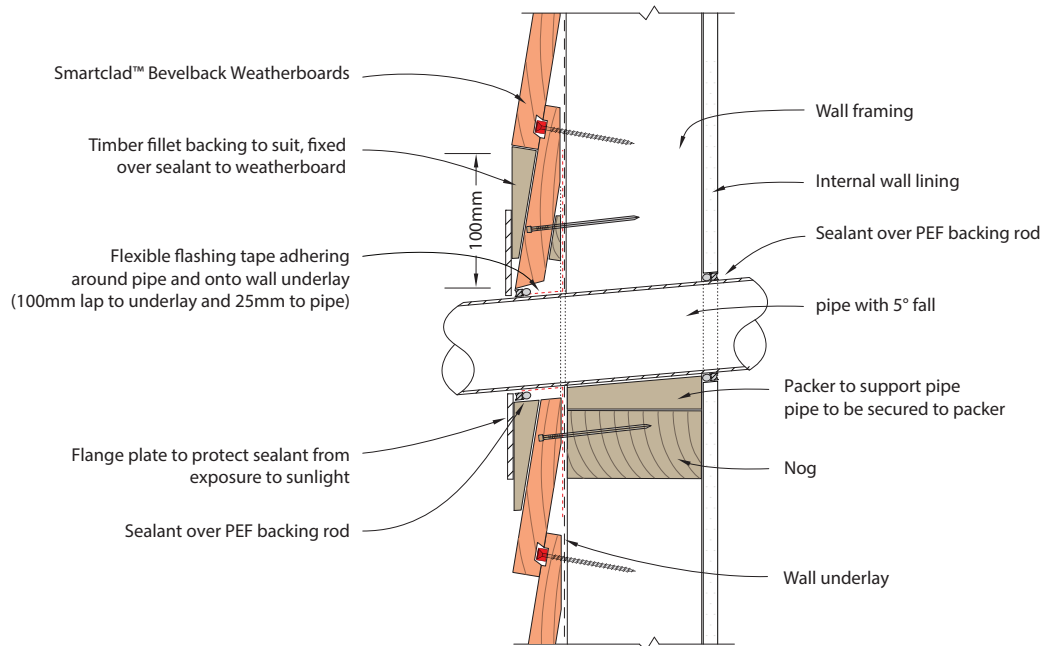 Smartclad™ Bevelback Weatherboards
Timber fillet backing to suit, fixed
over sealant to weatherboard
100mm
Flexible flashing tape adhering
around pipe and onto wall underlay
(100mm lap to underlay and 25mm to pipe)
Flange plate to protect sealant from
exposure to sunlight
Sealant over PEF backing rod
Wall framing
Internal wall lining
Sealant over PEF backing rod
pipe with 5° fall
Packer to support pipe
pipe to be secured to packer
Nog
Wall underlay